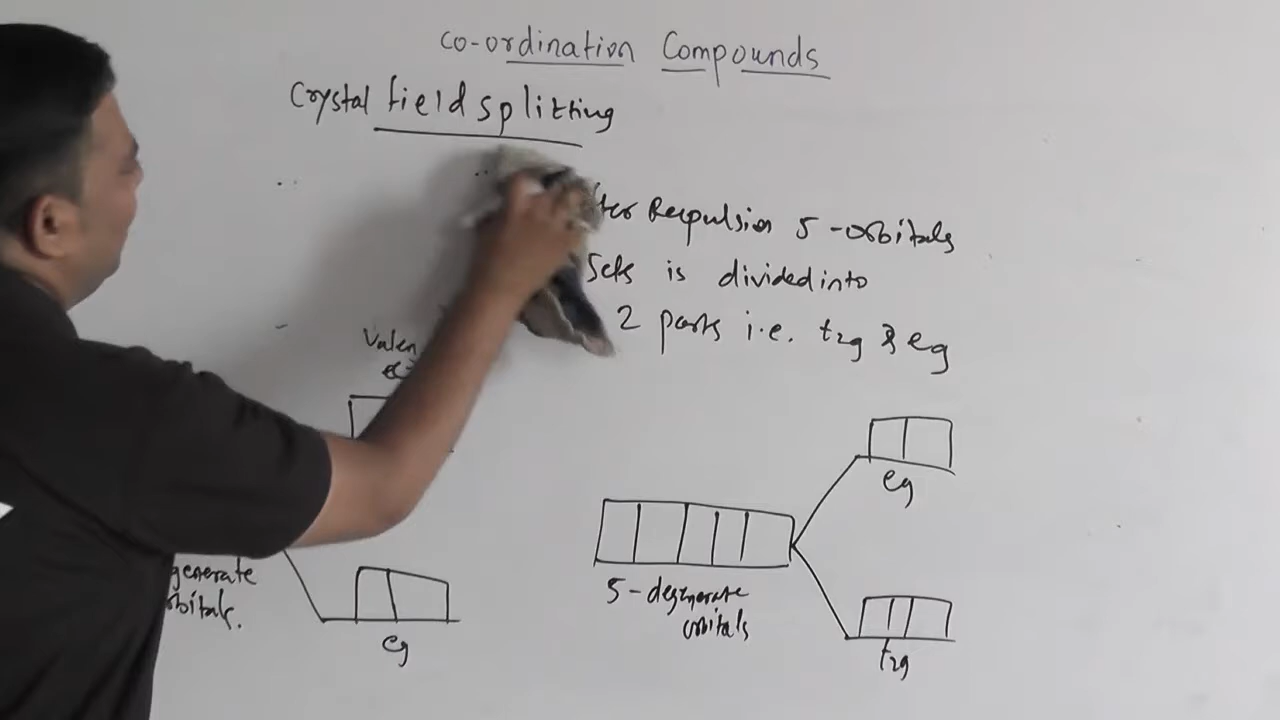 Co-ordination Compounds
Crystal field splitting
Repulsion 5-orbitals
Sets is divided into
2 parts i.e. t2g & eg
eg
5-degenerate
orbitals
eg
t2g